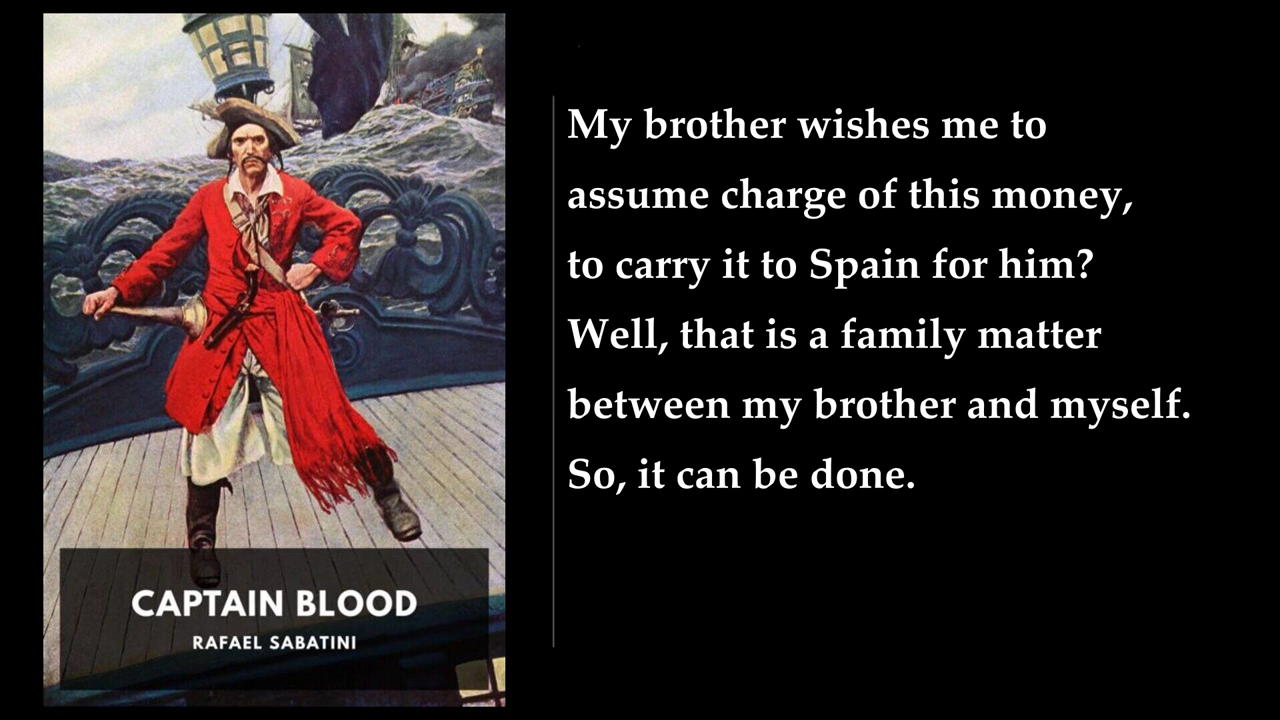 CAPTAIN BLOOD
RAFAEL SABATINI
My brother wishes me to
assume charge of this money,
to carry it to Spain for him?
Well, that is a family matter
between my brother and myself.
So, it can be done.